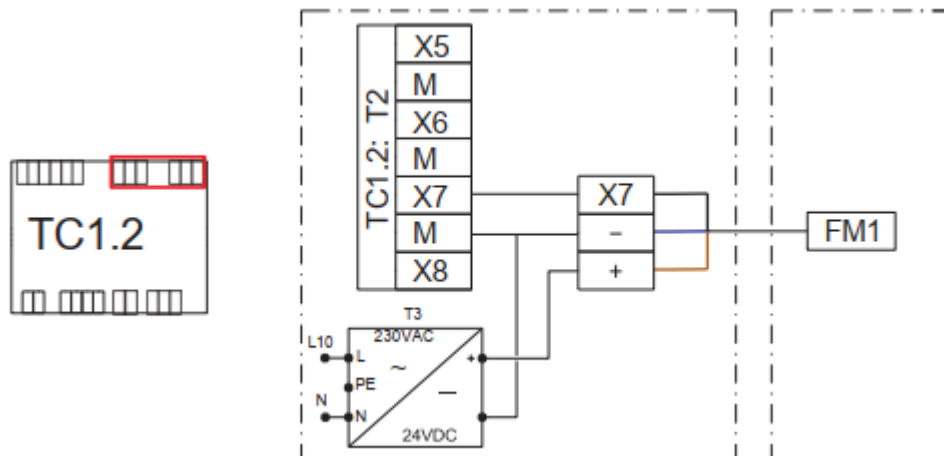 TC1.2
TC1.2: T2
X5
M
X6
M
X7
M
X8
X7
-
+
FM1
T3
230VAC
L10
L
~
+
PE
—
N
N
24VDC